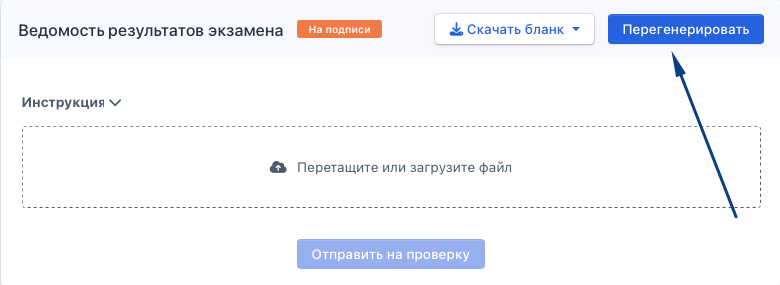 Ведомость результатов экзамена На подписи Скачать бланк Перегенерировать
Инструкция
Перетащите или загрузите файл
Отправить на проверку